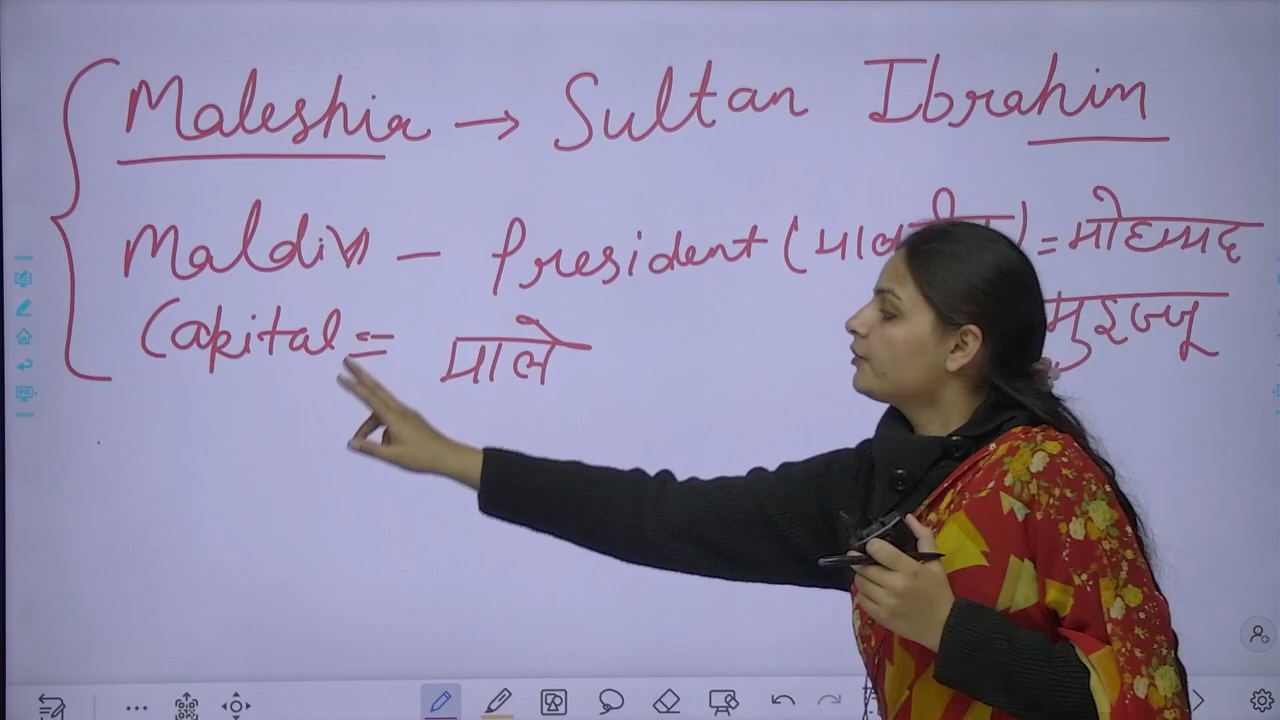 Maleshia → Sultan Ibrahim
Maldiv – President ( ) = मोहम्मद
मुइज्जू
Capital = माले